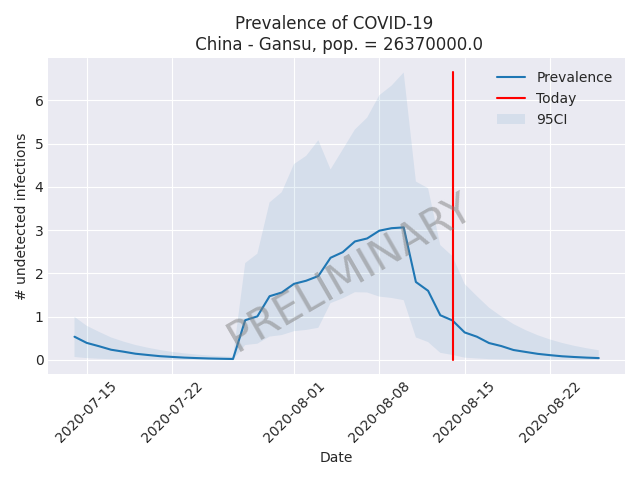 Prevalence of COVID-19
China - Gansu, pop. = 26370000.0
# undetected infections
6
5
4
3
2
1
0
Prevalence
Today
95CI
PRELIMINARY
2020-07-15
2020-07-22
2020-08-01
2020-08-08
2020-08-15
2020-08-22
Date